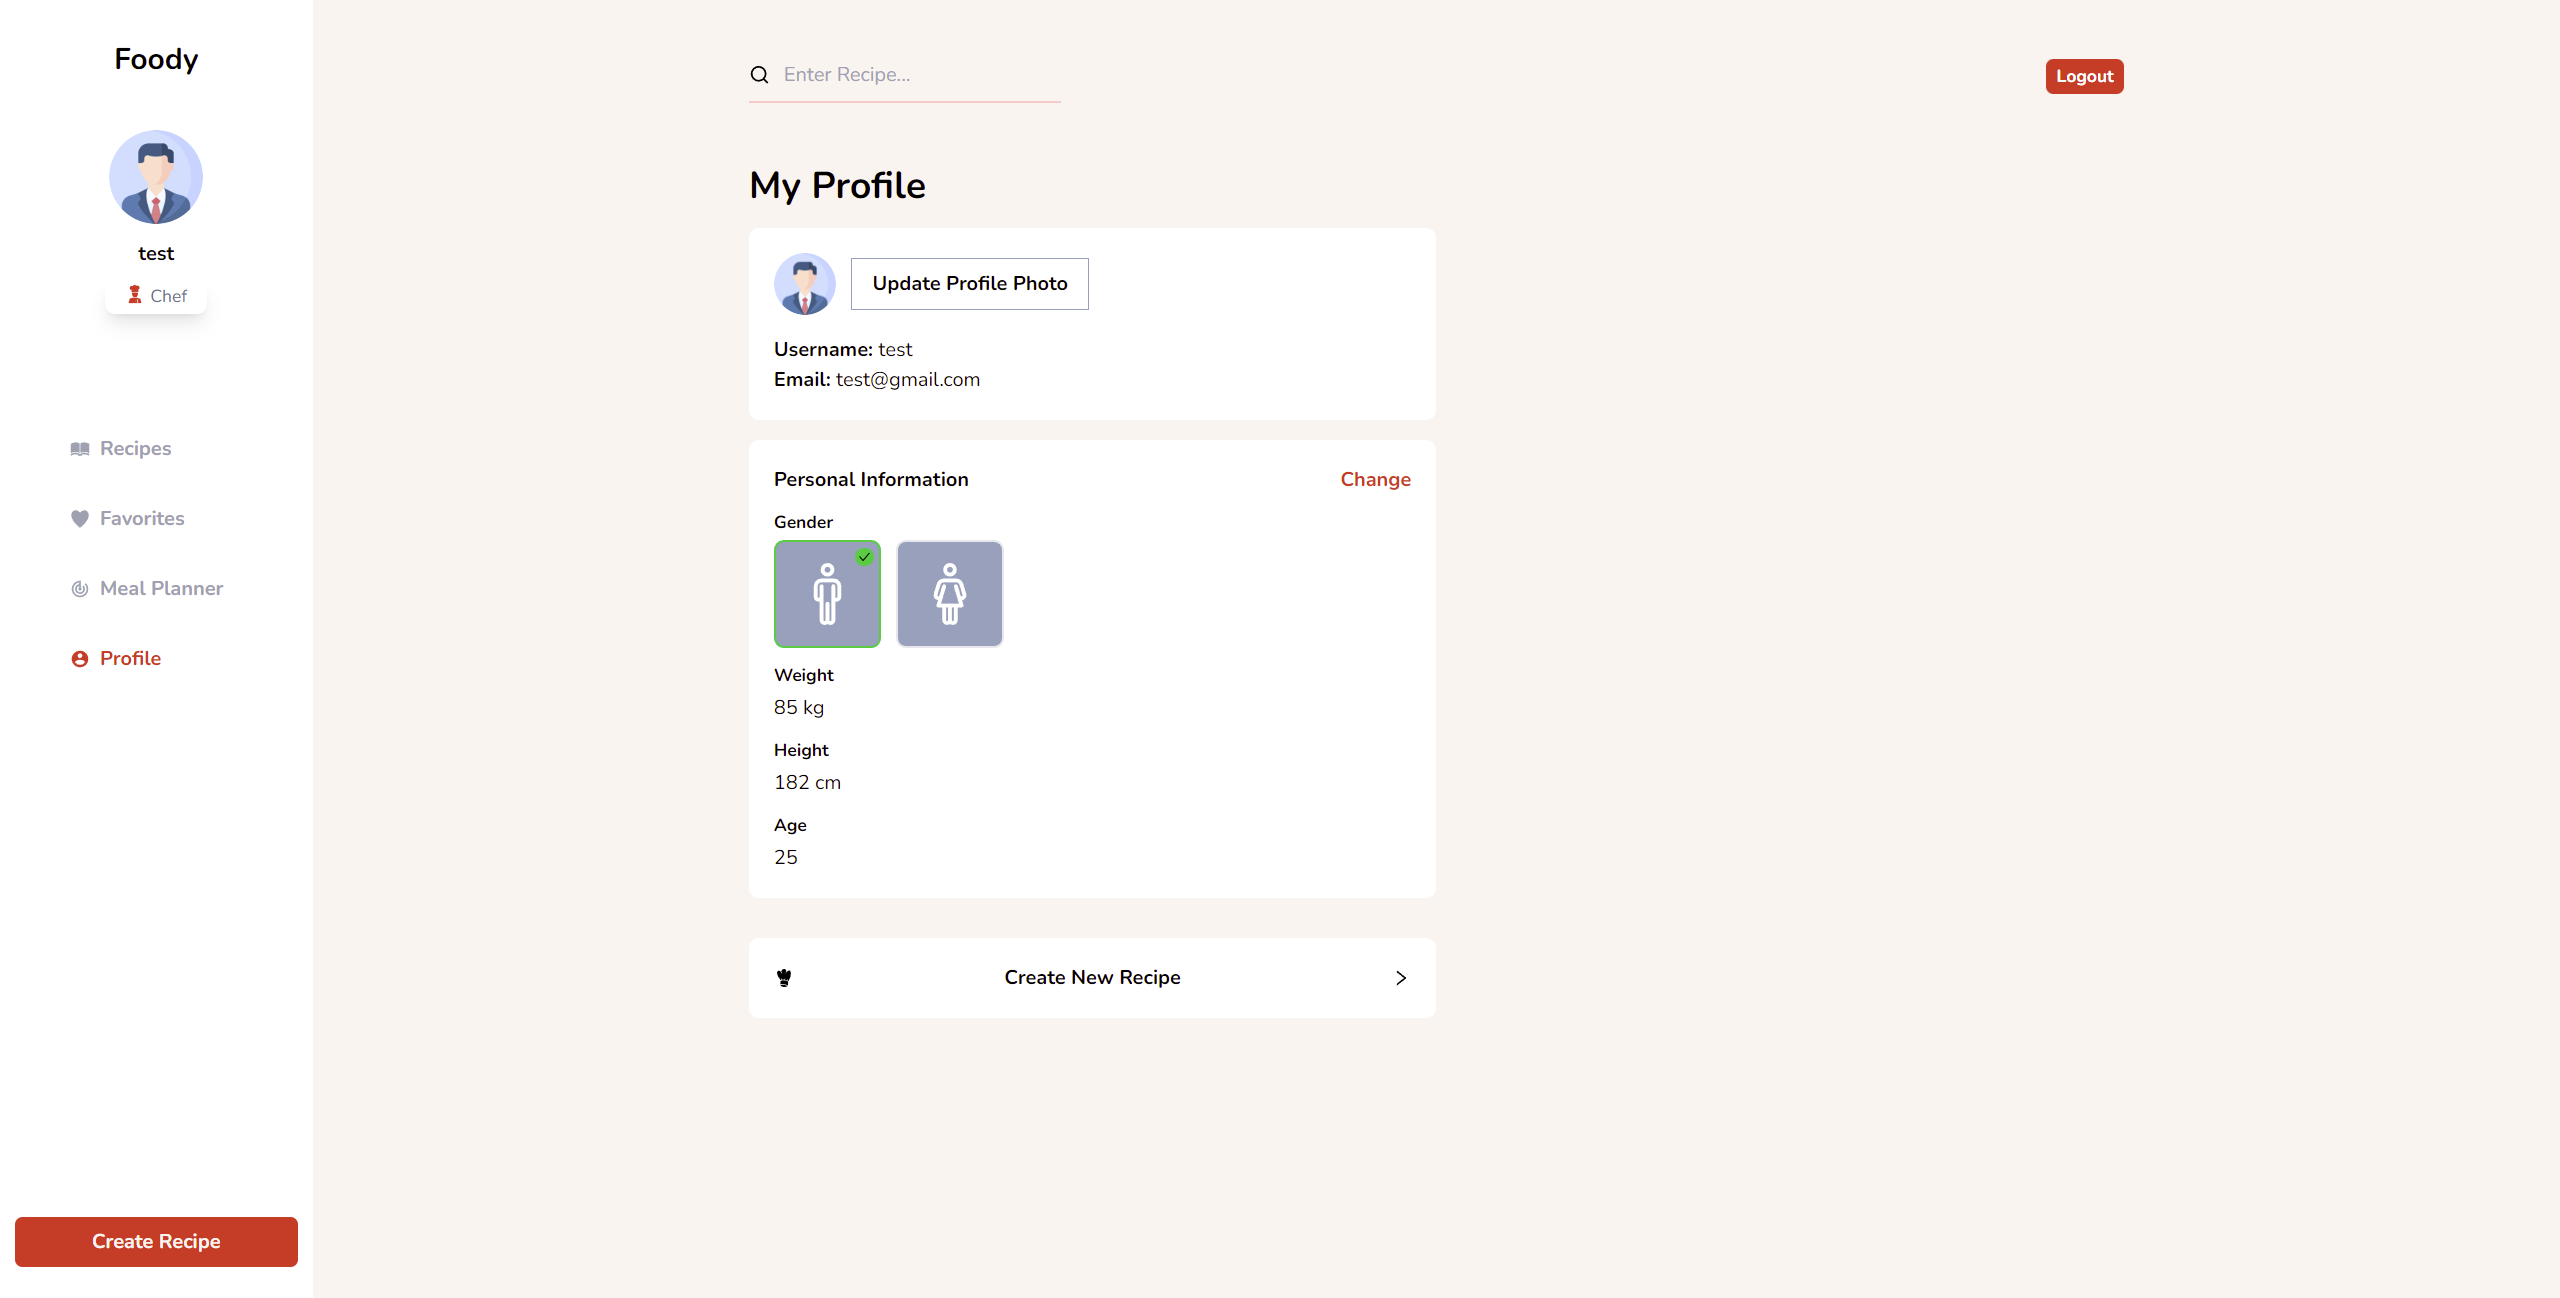 Foody
test
Chef
Recipes
Favorites
Meal Planner
Profile
Create Recipe
Enter Recipe...
Logout
My Profile
Update Profile Photo
Username: test
Email: test@gmail.com
Personal Information
Change
Gender
Weight
85 kg
Height
182 cm
Age
25
Create New Recipe